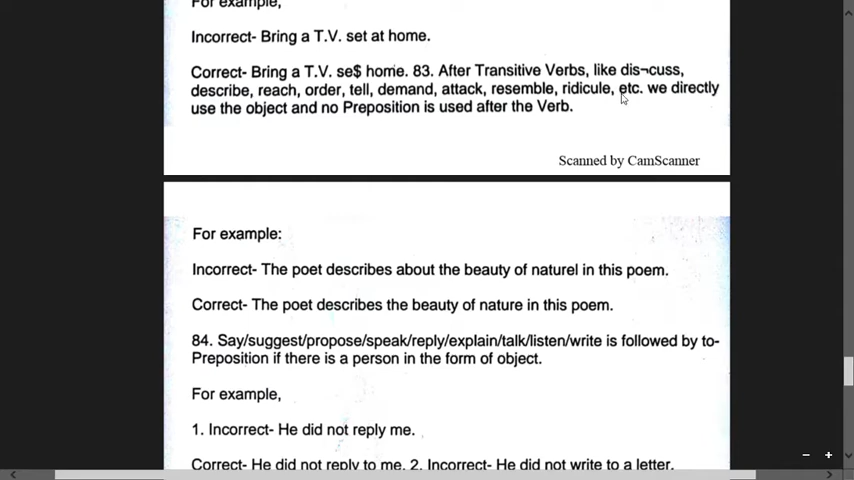 For example,
Incorrect- Bring a T.V. set at home.
Correct- Bring a T.V. se$ home. 83. After Transitive Verbs, like dis¬cuss,
describe, reach, order, tell, demand, attack, resemble, ridicule, etc. we directly
use the object and no Preposition is used after the Verb.
Scanned by CamScanner
For example:
Incorrect- The poet describes about the beauty of naturel in this poem.
Correct- The poet describes the beauty of nature in this poem.
84. Say/suggest/propose/speak/reply/explain/talk/listen/write is followed by to-
Preposition if there is a person in the form of object.
For example,
1. Incorrect- He did not reply me.
Correct- He did not reply to me. 2. Incorrect- He did not write to a letter.